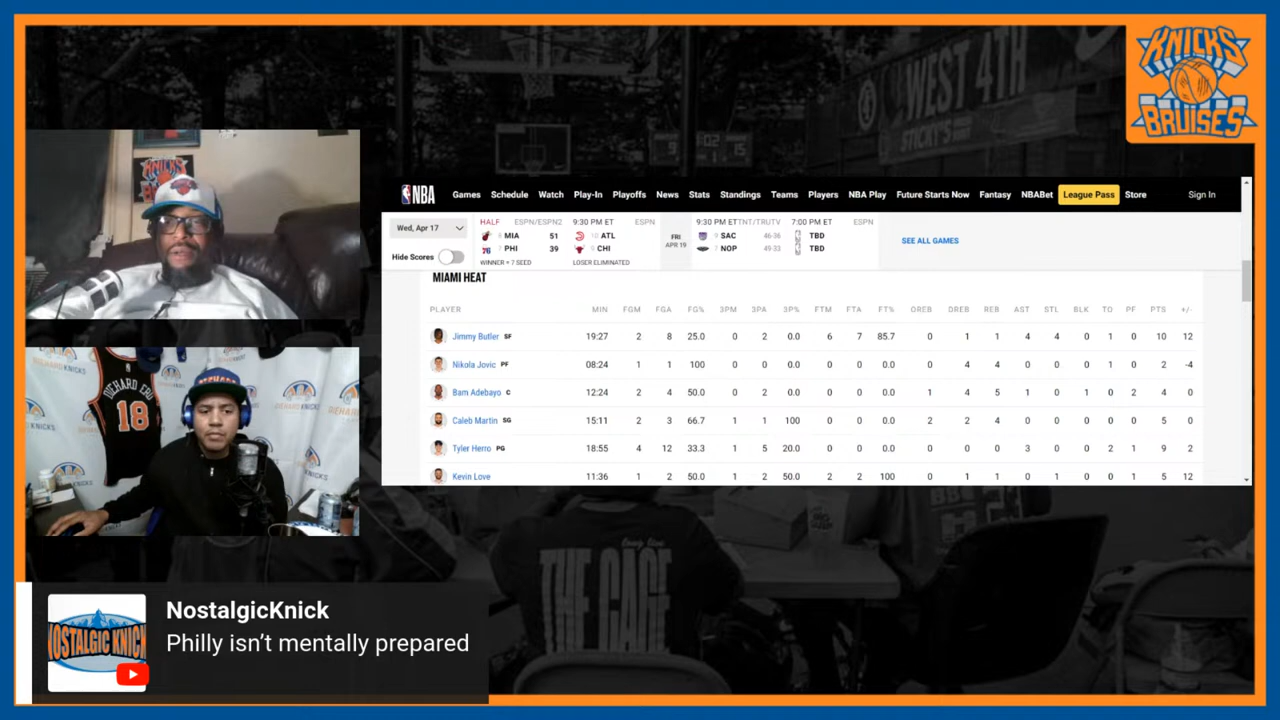 KNICKS
BRUISES
WEST 4TH
KNICKS
DIEHARD
18
THE CAGE
NBA
Games Schedule Watch Play-In Playoffs News Stats Standings Teams Players NBA Play Future Starts Now Fantasy NBABet League Pass Store Sign In
Wed, Apr 17
Hide Scores
HALF ESPN/ESPN2
8 MIA 51
7 PHI 39
WINNER = 7 SEED
9:30 PM ET ESPN
10 ATL
9 CHI
LOSER ELIMINATED
FRI
APR 19
9:30 PM ET TNT/TRUTV
9 SAC 46-36
7 NOP 49-33
7:00 PM ET ESPN
TBD
TBD
SEE ALL GAMES
MIAMI HEAT
PLAYER MIN FGM FGA FG% 3PM 3PA 3P% FTM FTA FT% OREB DREB REB AST STL BLK TO PF PTS +/-
Jimmy Butler SF 19:27 2 8 25.0 0 2 0.0 6 7 85.7 0 1 1 4 4 0 1 0 10 12
Nikola Jovic PF 08:24 1 1 100 0 0 0.0 0 0 0.0 0 4 4 0 0 0 1 0 2 -4
Bam Adebayo C 12:24 2 4 50.0 0 2 0.0 0 0 0.0 1 4 5 1 0 1 0 2 4 0
Caleb Martin SG 15:11 2 3 66.7 1 1 100 0 0 0.0 2 2 4 0 0 0 0 0 5 0
Tyler Herro PG 18:55 4 12 33.3 1 5 20.0 0 0 0.0 0 0 0 3 0 0 2 1 9 2
Kevin Love 11:36 1 2 50.0 1 2 50.0 2 2 100 0 1 1 0 1 0 0 1 5 12
NOSTALGIC KNICK
NostalgicKnick
Philly isn't mentally prepared